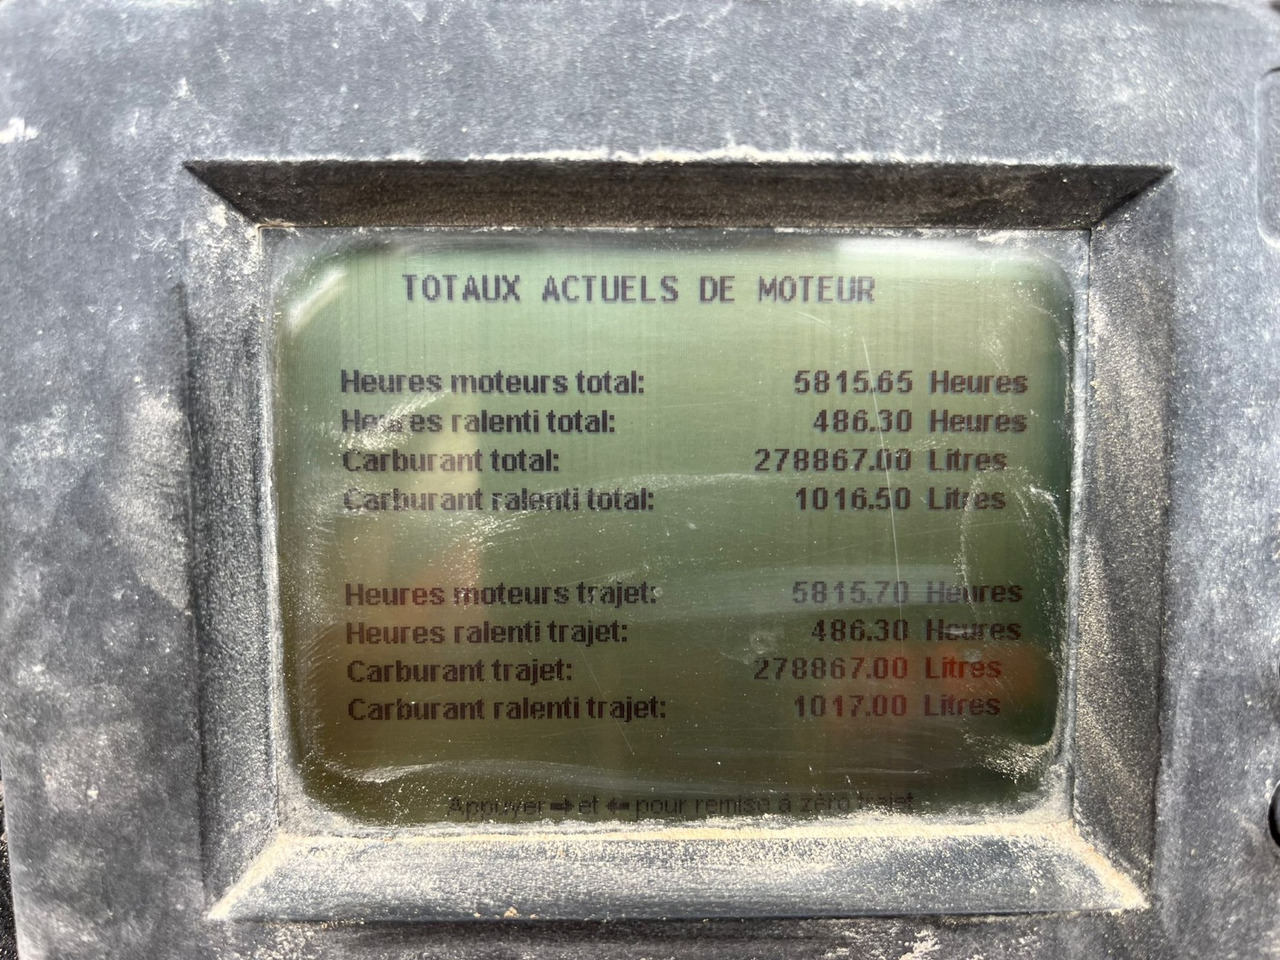 TOTAUX ACTUELS DE MOTEUR
Heures moteurs total: 5815.65 Heures
Heures ralenti total: 486.30 Heures
Carburant total: 278867.00 Litres
Carburant ralenti total: 1016.50 Litres
Heures moteurs trajet: 5815.70 Heures
Heures ralenti trajet: 486.30 Heures
Carburant trajet: 278867.00 Litres
Carburant ralenti trajet: 1017.00 Litres
Appuyer ➡ et ⬅ pour remise à zéro trajet